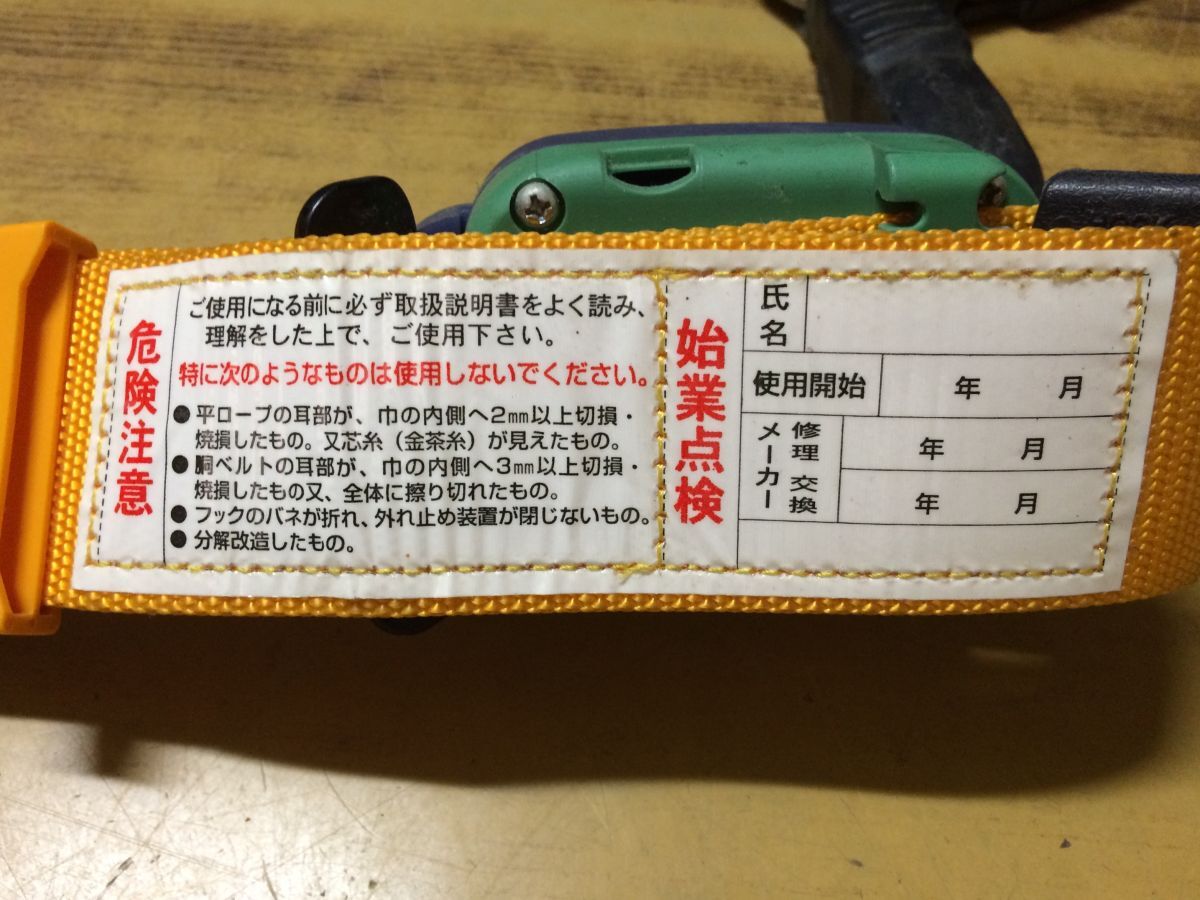 危険注意
ご使用になる前に必ず取扱説明書をよく読み、
理解をした上で、ご使用下さい。
特に次のようなものは使用しないでください。
●平ロープの耳部が、巾の内側へ2mm以上切損・
焼損したもの。又芯糸（金茶糸）が見えたもの。
●胴ベルトの耳部が、巾の内側へ3mm以上切損・
焼損したもの又、全体に擦り切れたもの。
●フックのバネが折れ、外れ止め装置が閉じないもの。
●分解改造したもの。
始業点検
氏名
使用開始 年 月
メーカー
修理 交換
年 月
年 月